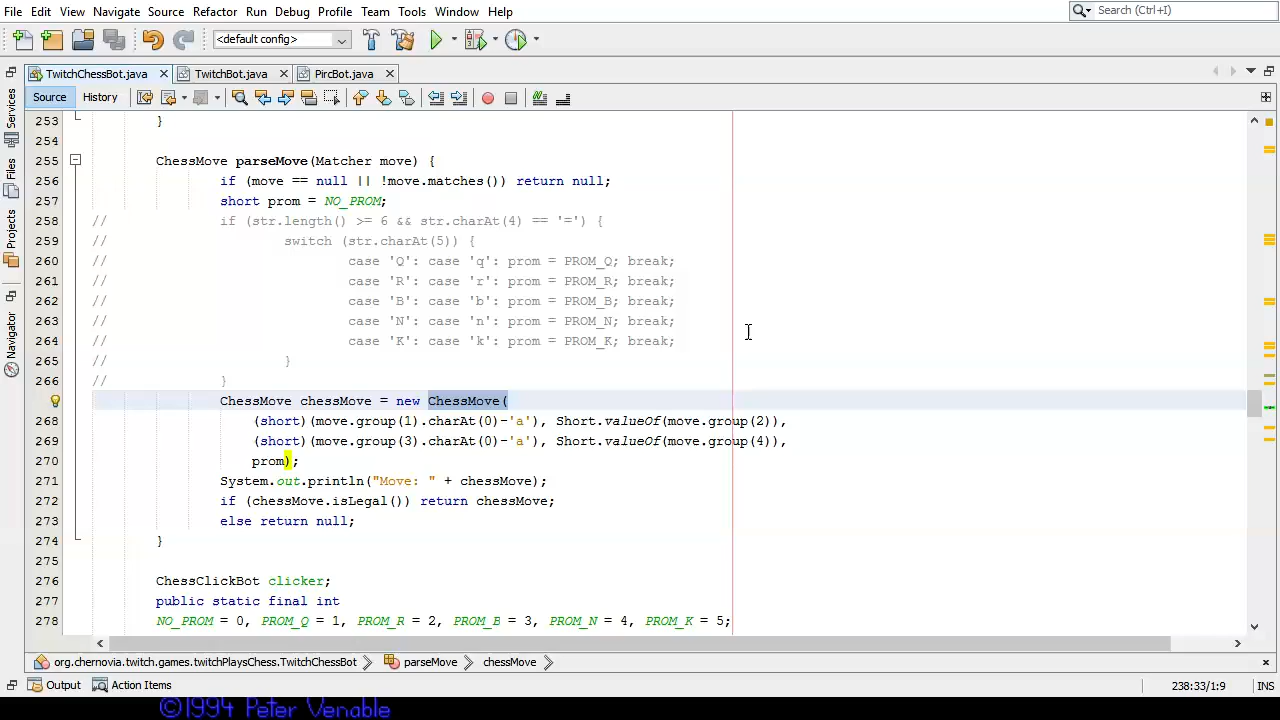 File Edit View Navigate Source Refactor Run Debug Profile Team Tools Window Help Search (Ctrl+I)
<default config>
TwitchChessBot.java TwitchBot.java PircBot.java
Source History
Services
Files
Projects
Navigator
253 }
254
255 ChessMove parseMove(Matcher move) {
256 if (move == null || !move.matches()) return null;
257 short prom = NO_PROM;
258 // if (str.length() >= 6 && str.charAt(4) == '=') {
259 // switch (str.charAt(5)) {
260 // case 'Q': case 'q': prom = PROM_Q; break;
261 // case 'R': case 'r': prom = PROM_R; break;
262 // case 'B': case 'b': prom = PROM_B; break;
263 // case 'N': case 'n': prom = PROM_N; break;
264 // case 'K': case 'k': prom = PROM_K; break;
265 // }
266 // }
ChessMove chessMove = new ChessMove(
268 (short)(move.group(1).charAt(0)-'a'), Short.valueOf(move.group(2)),
269 (short)(move.group(3).charAt(0)-'a'), Short.valueOf(move.group(4)),
270 prom);
271 System.out.println("Move: " + chessMove);
272 if (chessMove.isLegal()) return chessMove;
273 else return null;
274 }
275
276 ChessClickBot clicker;
277 public static final int
278 NO_PROM = 0, PROM_Q = 1, PROM_R = 2, PROM_B = 3, PROM_N = 4, PROM_K = 5;
org.chernovia.twitch.games.twitchPlaysChess.TwitchChessBot parseMove chessMove
Output Action Items 238:33/1:9 INS
©1994 Peter Venable